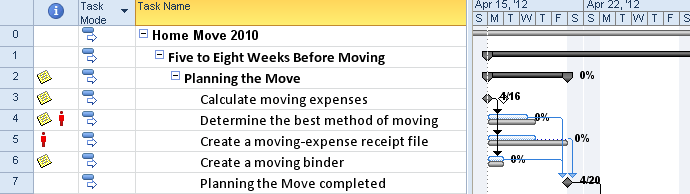 Task Mode Task Name Apr 15, '12 Apr 22, '12
S M T W T F S S M T W T
0 Home Move 2010
1 Five to Eight Weeks Before Moving
2 Planning the Move 0%
3 Calculate moving expenses 4/16
4 Determine the best method of moving 0%
5 Create a moving-expense receipt file 0%
6 Create a moving binder 0%
7 Planning the Move completed 4/20